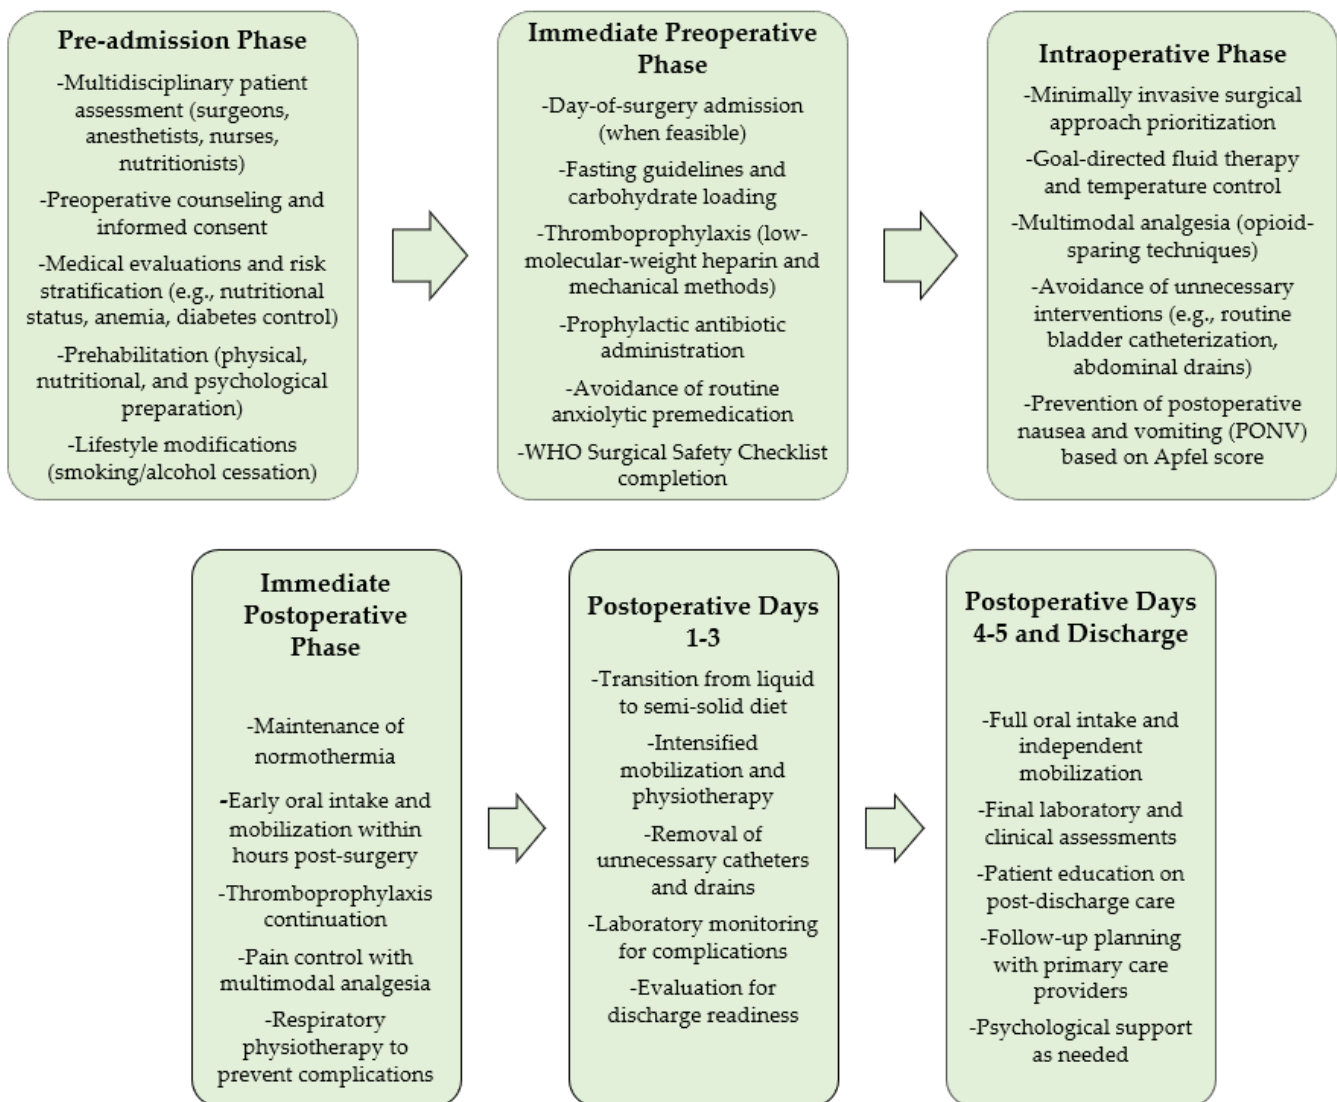 Pre-admission Phase
-Multidisciplinary patient
assessment (surgeons,
anesthetists, nurses,
nutritionists)
-Preoperative counseling and
informed consent
-Medical evaluations and risk
stratification (e.g., nutritional
status, anemia, diabetes control)
-Prehabilitation (physical,
nutritional, and psychological
preparation)
-Lifestyle modifications
(smoking/alcohol cessation)
Immediate Preoperative
Phase
-Day-of-surgery admission
(when feasible)
-Fasting guidelines and
carbohydrate loading
-Thromboprophylaxis (low-
molecular-weight heparin and
mechanical methods)
-Prophylactic antibiotic
administration
-Avoidance of routine
anxiolytic premedication
-WHO Surgical Safety Checklist
completion
Intraoperative Phase
-Minimally invasive surgical
approach prioritization
-Goal-directed fluid therapy
and temperature control
-Multimodal analgesia (opioid-
sparing techniques)
-Avoidance of unnecessary
interventions (e.g., routine
bladder catheterization,
abdominal drains)
-Prevention of postoperative
nausea and vomiting (PONV)
based on Apfel score
Immediate
Postoperative
Phase
-Maintenance of
normothermia
-Early oral intake and
mobilization within
hours post-surgery
-Thromboprophylaxis
continuation
-Pain control with
multimodal analgesia
-Respiratory
physiotherapy to
prevent complications
Postoperative Days
1-3
-Transition from liquid
to semi-solid diet
-Intensified
mobilization and
physiotherapy
-Removal of
unnecessary catheters
and drains
-Laboratory monitoring
for complications
-Evaluation for
discharge readiness
Postoperative Days
4-5 and Discharge
-Full oral intake and
independent
mobilization
-Final laboratory and
clinical assessments
-Patient education on
post-discharge care
-Follow-up planning
with primary care
providers
-Psychological support
as needed